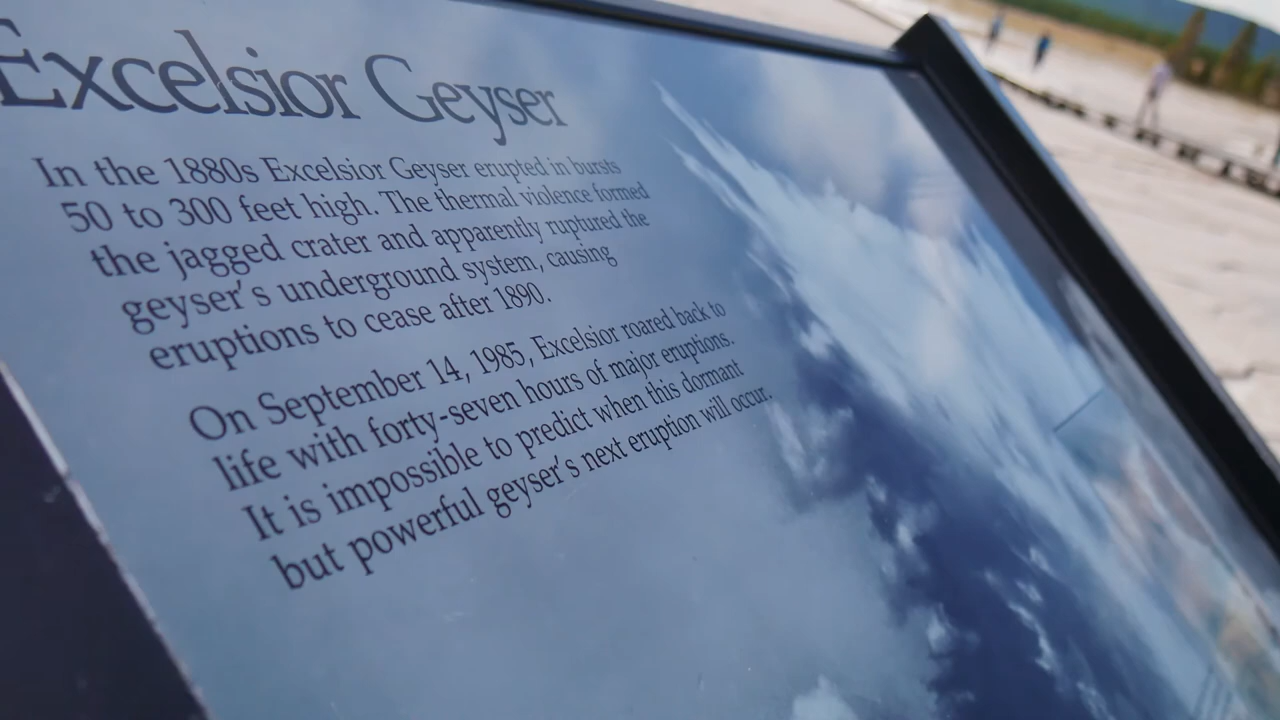 Excelsior Geyser
In the 1880s Excelsior Geyser erupted in bursts
50 to 300 feet high. The thermal violence formed
the jagged crater and apparently ruptured the
geyser's underground system, causing
eruptions to cease after 1890.
On September 14, 1985, Excelsior roared back to
life with forty-seven hours of major eruptions.
It is impossible to predict when this dormant
but powerful geyser's next eruption will occur.